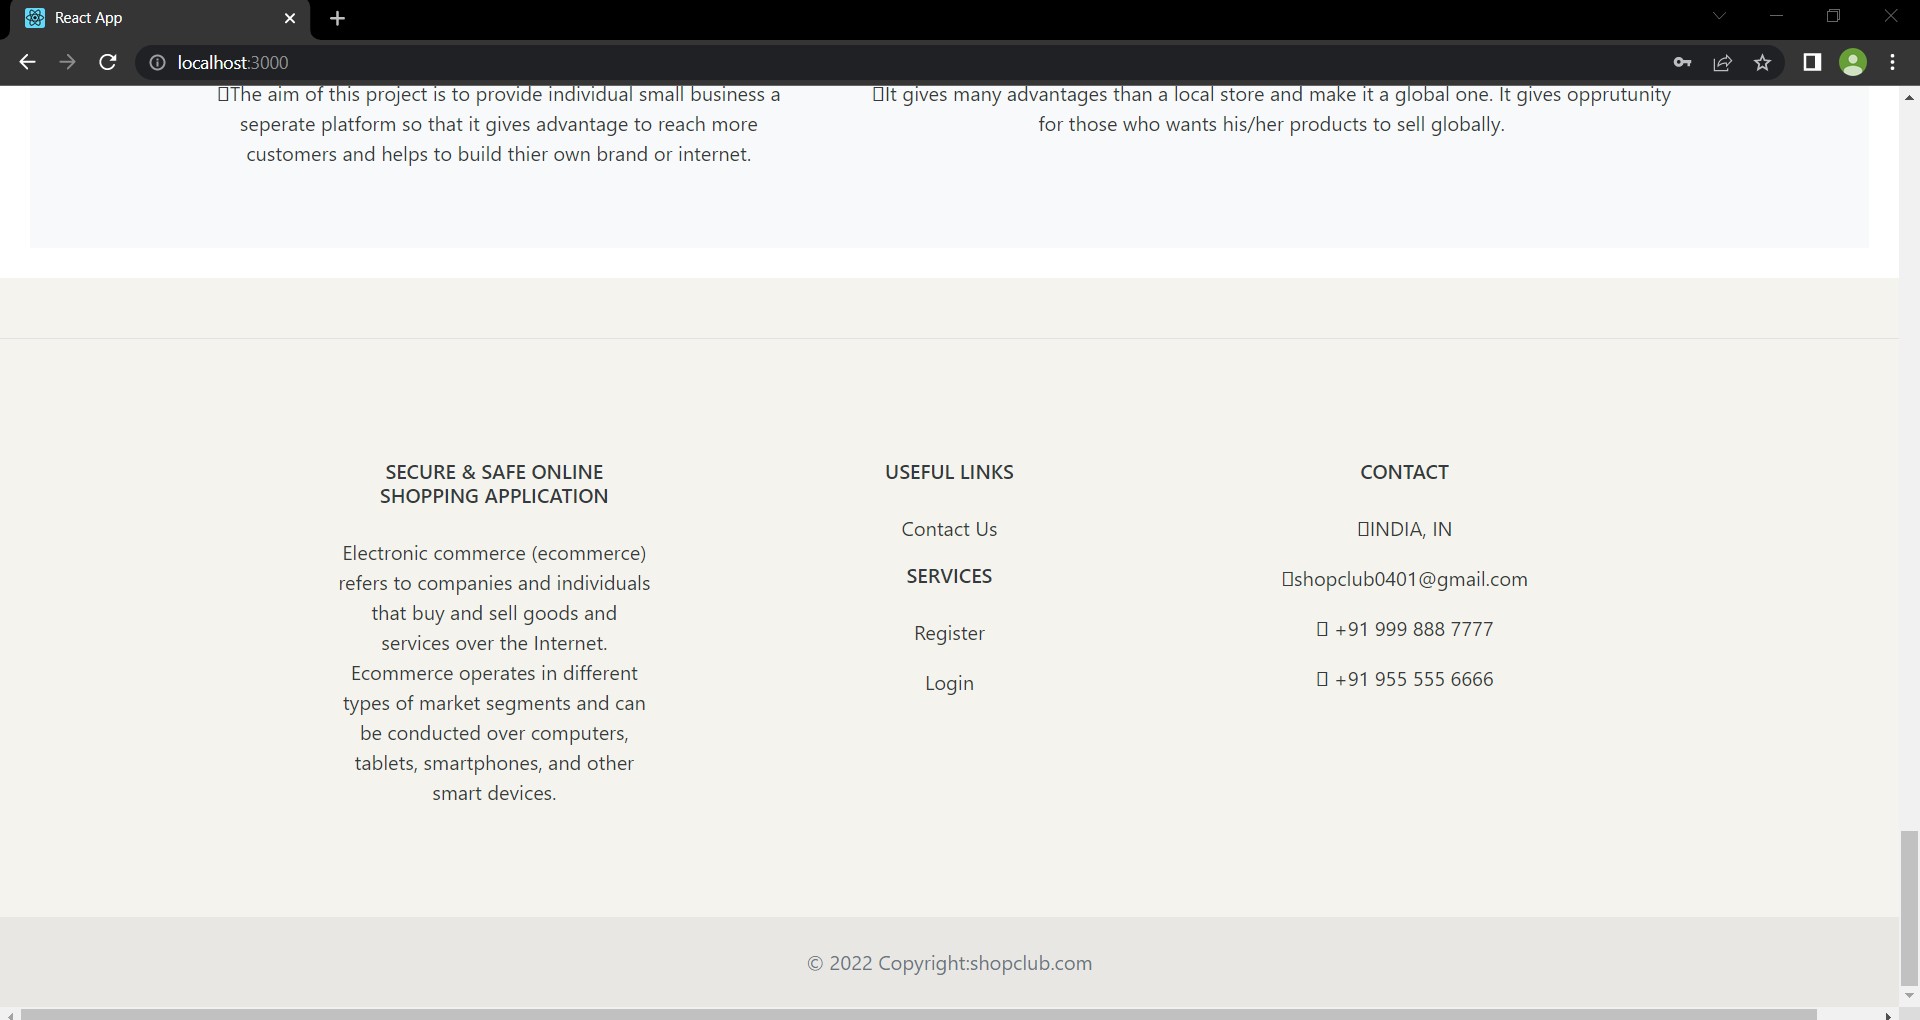 React App
localhost:3000
The aim of this project is to provide individual small business a
seperate platform so that it gives advantage to reach more
customers and helps to build thier own brand or internet.
It gives many advantages than a local store and make it a global one. It gives opprutunity
for those who wants his/her products to sell globally.
SECURE & SAFE ONLINE
SHOPPING APPLICATION
Electronic commerce (ecommerce)
refers to companies and individuals
that buy and sell goods and
services over the Internet.
Ecommerce operates in different
types of market segments and can
be conducted over computers,
tablets, smartphones, and other
smart devices.
USEFUL LINKS
Contact Us
SERVICES
Register
Login
CONTACT
INDIA, IN
shopclub0401@gmail.com
+91 999 888 7777
+91 955 555 6666
© 2022 Copyright:shopclub.com